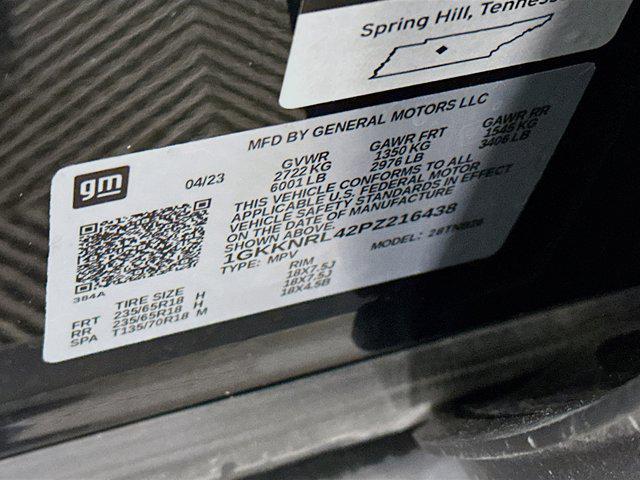 Spring Hill, Tenness
MFD BY GENERAL MOTORS LLC
gm
04/23
GVWR GAWR FRT GAWR RR
2722 KG 1350 KG 1545 KG
6001 LB 2976 LB 3406 LB
THIS VEHICLE CONFORMS TO ALL
APPLICABLE U.S. FEDERAL MOTOR
VEHICLE SAFETY STANDARDS IN EFFECT
ON THE DATE OF MANUFACTURE
SHOWN ABOVE.
1GKKNRL42PZ216438
TYPE: MPV MODEL:
384A
TIRE SIZE RIM
FRT 235/65R18 H 18X7.5J
RR 235/65R18 H 18X7.5J
SPA T135/70R18 M 18X4.5B